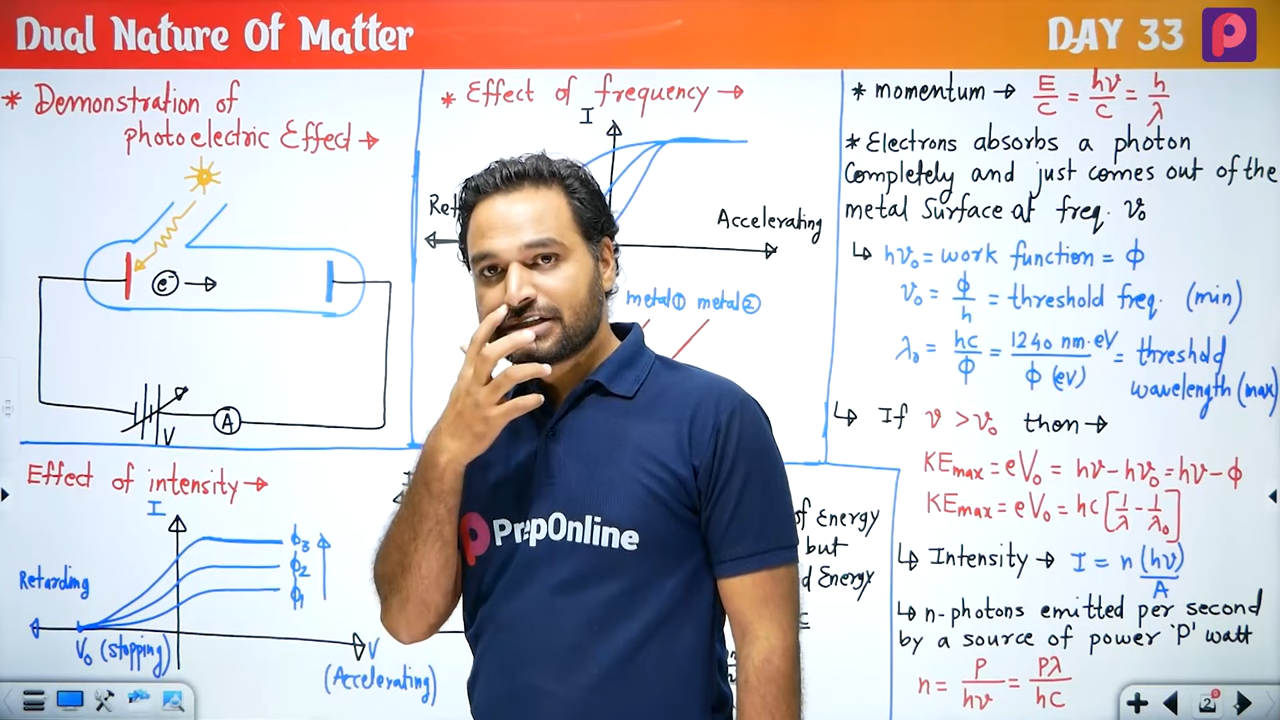 Dual Nature Of Matter
DAY 33
* Demonstration of
photoelectric Effect →
e⁻ →
V
A
Effect of intensity →
I
ϕ₃
ϕ₂
ϕ₁
Retarding
V₀ (stopping)
V
(Accelerating)
* Effect of frequency →
I
Accelerating
metal① metal②
PrepOnline
of Energy
but
Energy
* momentum → E/C = hν/C = h/λ
* Electrons absorbs a photon
Completely and just comes out of the
metal Surface at freq. ν₀
↳ hν₀ = work function = ϕ
ν₀ = ϕ/h = threshold freq. (min)
λ₀ = hc/ϕ = 1240 nm·eV/ϕ (eV) = threshold
wavelength (max)
↳ If ν > ν₀ then →
KEmax = eV₀ = hν - hν₀ = hν - ϕ
KEmax = eV₀ = hc [1/λ - 1/λ₀]
↳ Intensity → I = n (hν)/A
↳ n-photons emitted per second
by a source of power 'P' watt
n = P/hν = Pλ/hC
2